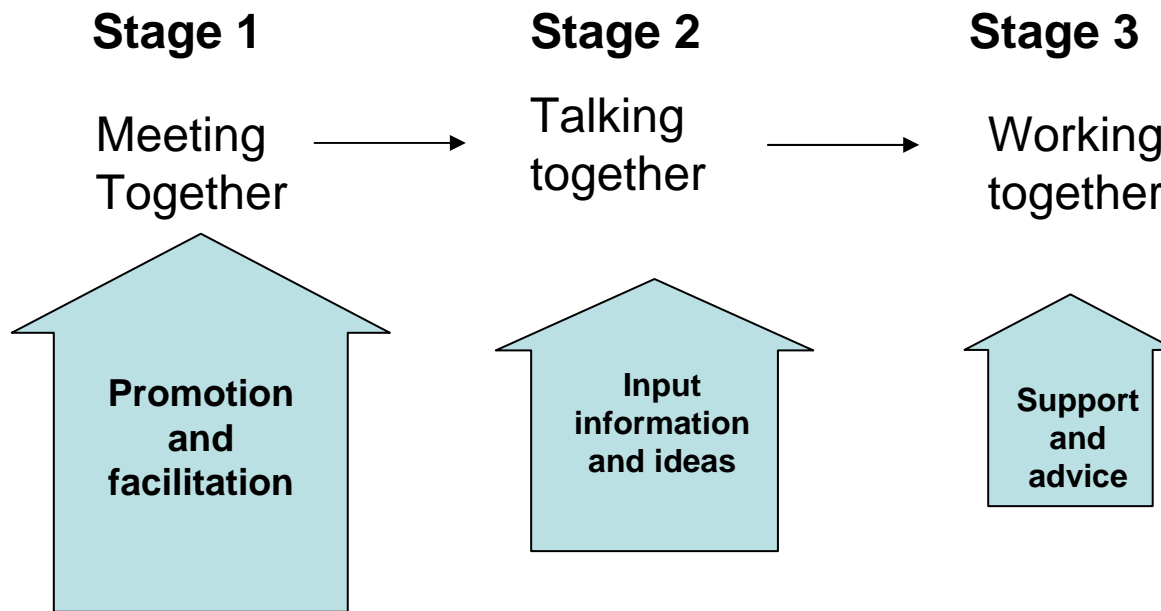 Stage 1
Stage 2
Stage 3
Meeting
Together
Talking
together
Working
together
Promotion
and
facilitation
Input
information
and ideas
Support
and
advice